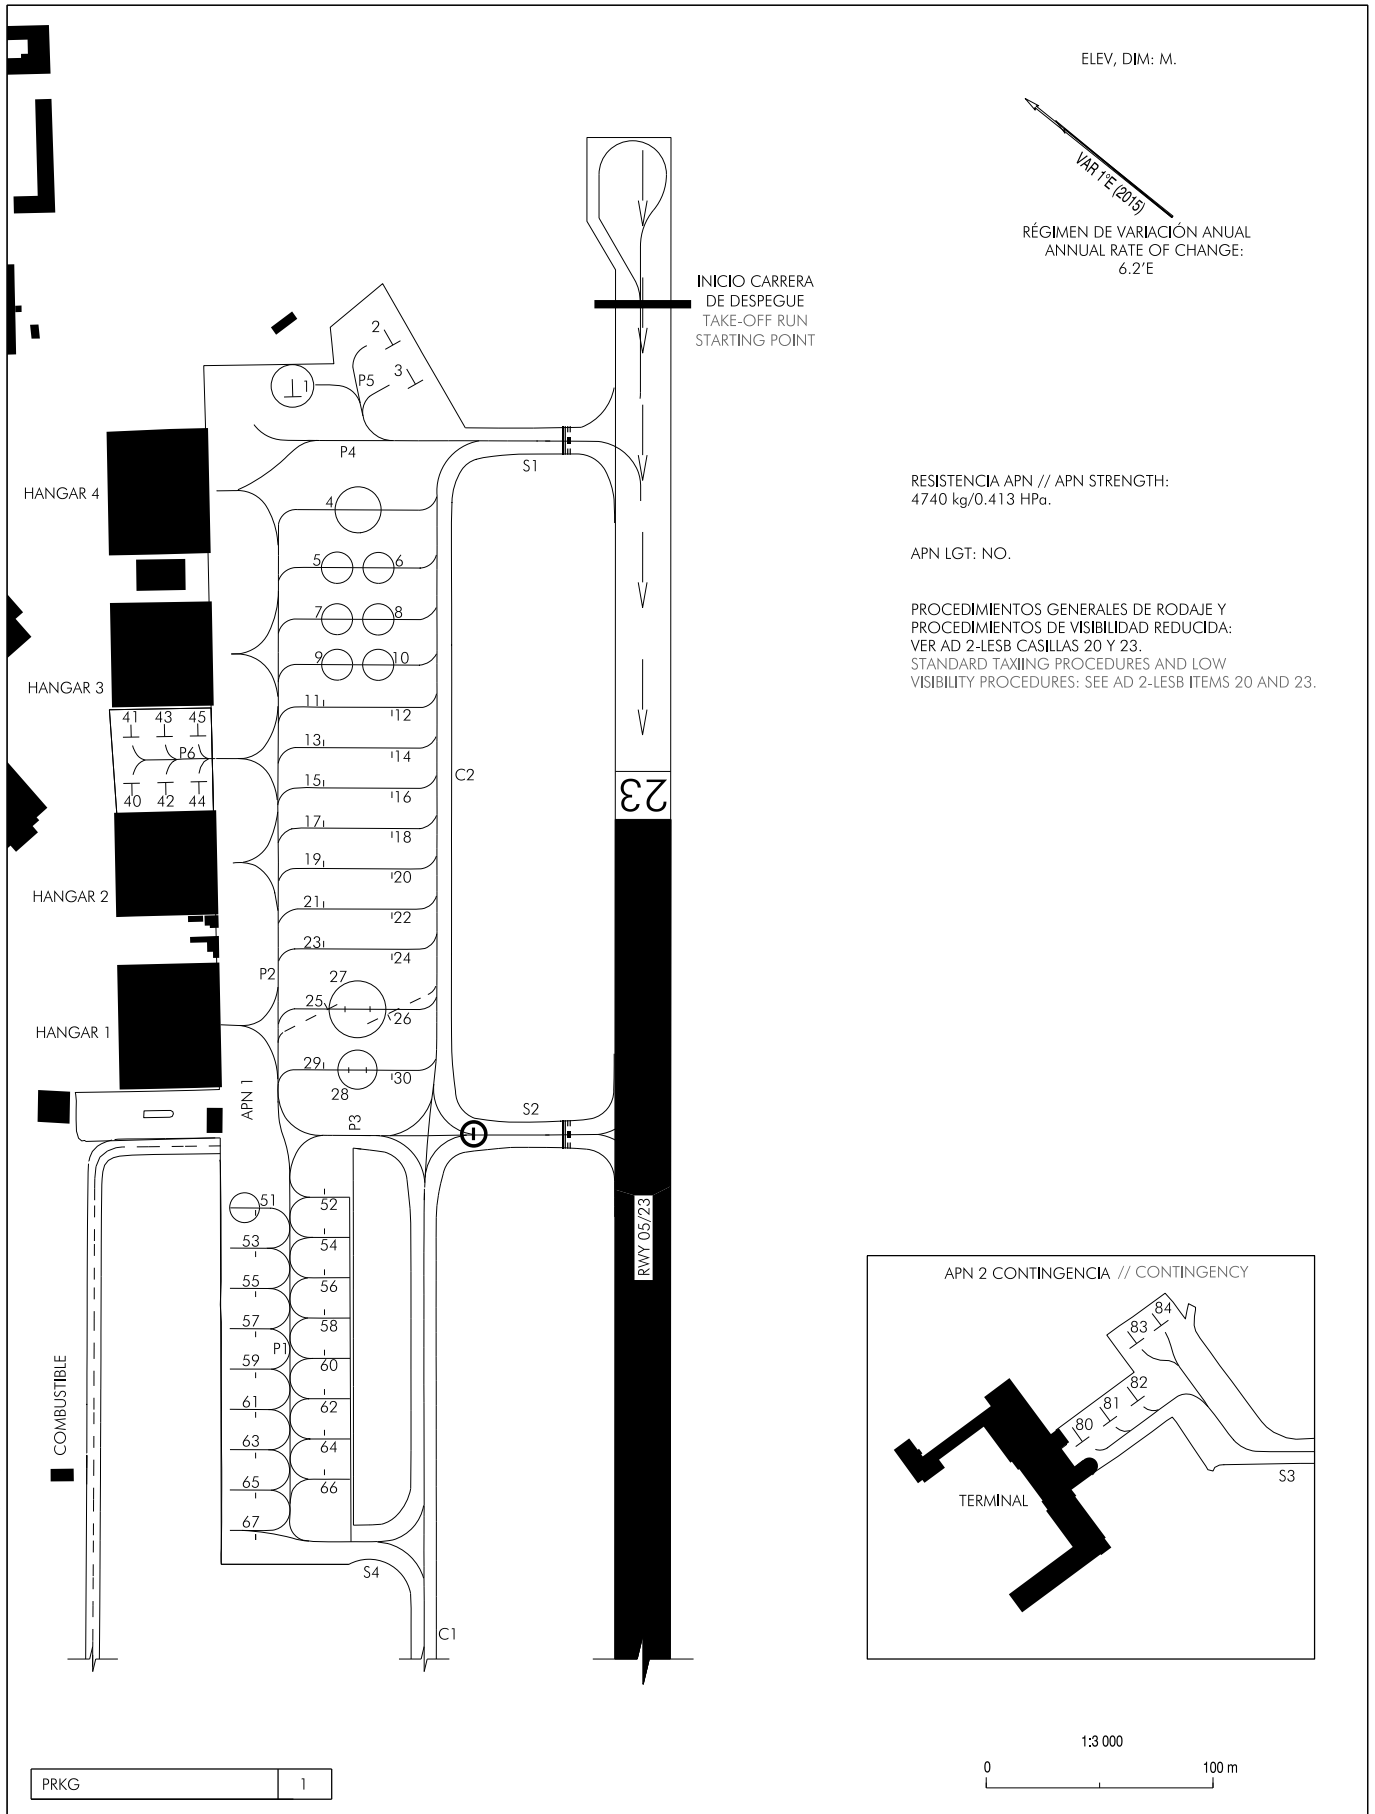 ELEV, DIM: M.
VAR 1°E (2015)
RÉGIMEN DE VARIACIÓN ANUAL
ANNUAL RATE OF CHANGE:
6.2'E
INICIO CARRERA
DE DESPEGUE
TAKE-OFF RUN
STARTING POINT
2
3
P5
1
P4
S1
HANGAR 4
RESISTENCIA APN // APN STRENGTH:
4740 kg/0.413 HPa.
4
APN LGT: NO.
5
6
PROCEDIMIENTOS GENERALES DE RODAJE Y
PROCEDIMIENTOS DE VISIBILIDAD REDUCIDA:
VER AD 2-LESB CASILLAS 20 Y 23.
STANDARD TAXIING PROCEDURES AND LOW
VISIBILITY PROCEDURES: SEE AD 2-LESB ITEMS 20 AND 23.
7
8
9
10
HANGAR 3
11
12
41 43 45
13
14
P6
C2
15
16
40 42 44
23
17
18
19
20
HANGAR 2
21
22
23
24
P2
27
25
26
HANGAR 1
29
30
28
APN 1
P3
S2
51
52
53
54
RWY 05/23
55
56
57
58
P1
59
60
61
62
63
64
65
66
67
COMBUSTIBLE
S4
C1
APN 2 CONTINGENCIA // CONTINGENCY
84
83
82
81
80
S3
TERMINAL
1:3 000
0 100 m
PRKG 1